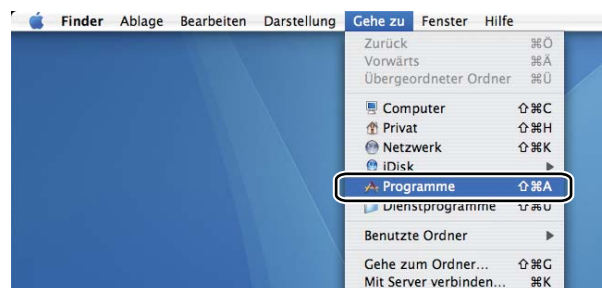 Finder Ablage Bearbeiten Darstellung Gehe zu Fenster Hilfe
Zurück ⌘Ö
Vorwärts ⌘Ä
Übergeordneter Ordner ⌘Ü
Computer ⇧⌘C
Privat ⇧⌘H
Netzwerk ⇧⌘K
iDisk ▶
Programme ⇧⌘A
Dienstprogramme ⇧⌘U
Benutzte Ordner ▶
Gehe zum Ordner... ⇧⌘G
Mit Server verbinden... ⌘K